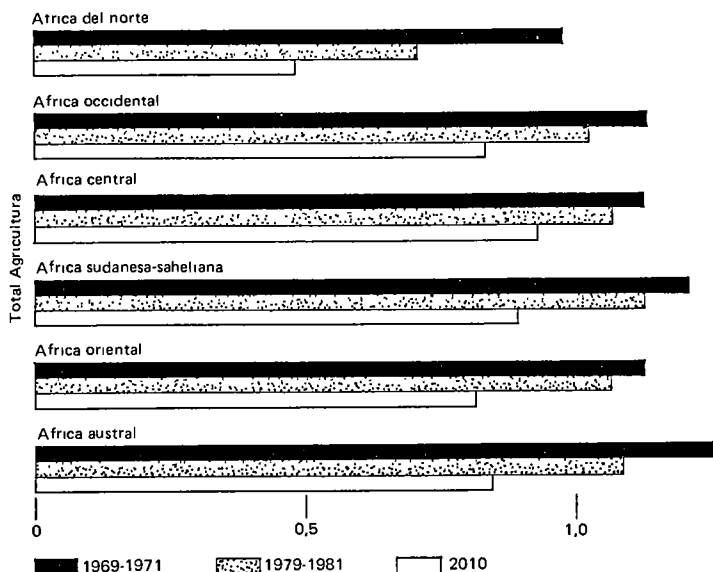 Africa del norte
Africa occidental
Africa central
Africa sudanesa-saheliana
Africa oriental
Africa austral
Total Agricultura
0 0,5 1,0
1969-1971 1979-1981 2010